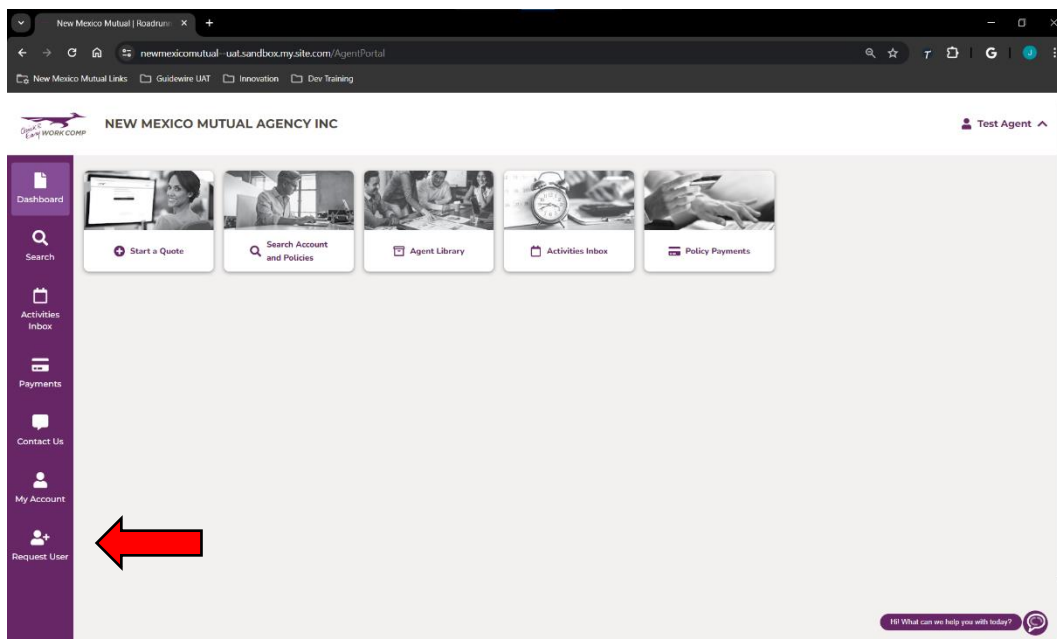 New Mexico Mutual | Roadrunn
newmexicomutual--uat.sandbox.my.site.com/AgentPortal
G
J
New Mexico Mutual Links
Guidewire UAT
Innovation
Dev Training
Quick &
Easy WORK COMP
NEW MEXICO MUTUAL AGENCY INC
Test Agent
Dashboard
Search
Activities
Inbox
Payments
Contact Us
My Account
Request User
Start a Quote
Search Account
and Policies
Agent Library
Activities Inbox
Policy Payments
Hi! What can we help you with today?